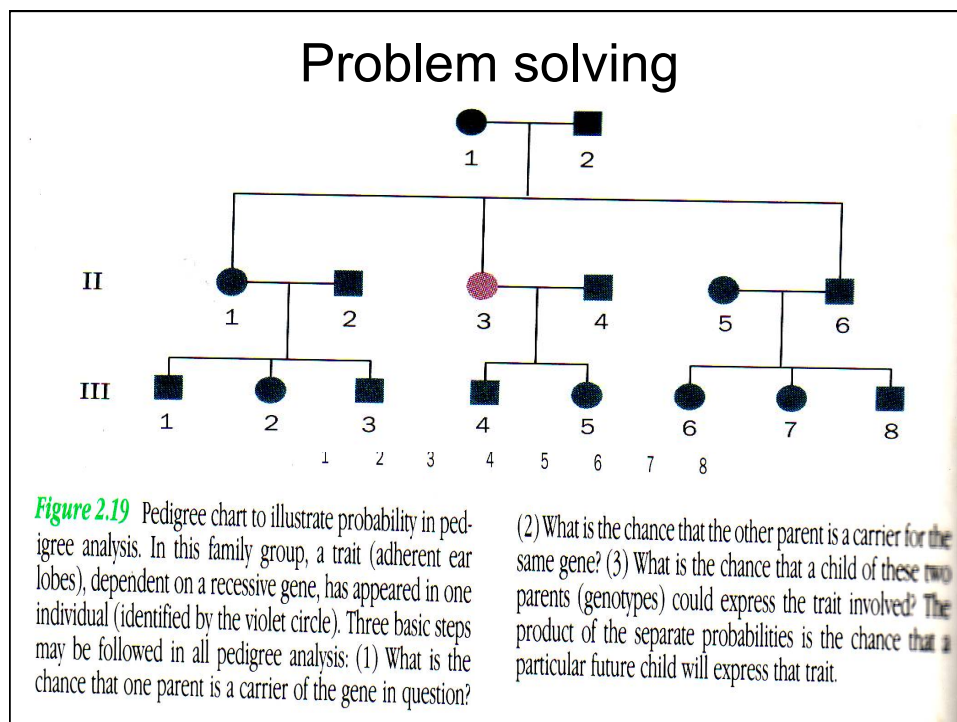 Problem solving
1 2
II
1 2 3 4 5 6
III
1 2 3 4 5 6 7 8
1 2 3 4 5 6 7 8
Figure 2.19 Pedigree chart to illustrate probability in ped-
igree analysis. In this family group, a trait (adherent ear
lobes), dependent on a recessive gene, has appeared in one
individual (identified by the violet circle). Three basic steps
may be followed in all pedigree analysis: (1) What is the
chance that one parent is a carrier of the gene in question?
(2) What is the chance that the other parent is a carrier for the
same gene? (3) What is the chance that a child of these two
parents (genotypes) could express the trait involved? The
product of the separate probabilities is the chance that a
particular future child will express that trait.